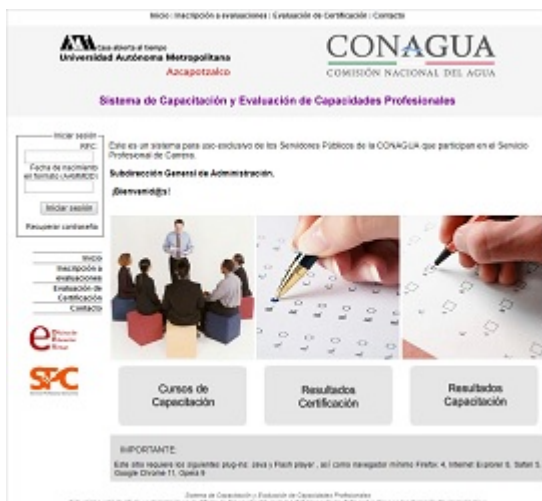 Inicio | Inscripción a evaluaciones | Evaluación de Certificación | Contacto
Casa abierta al tiempo
Universidad Autónoma Metropolitana
Azcapotzalco
CONAGUA
COMISIÓN NACIONAL DEL AGUA
Sistema de Capacitación y Evaluación de Capacidades Profesionales
Iniciar sesión
RFC:
Fecha de nacimiento
en formato (AAMMDD):
Iniciar sesión
Recuperar contraseña
Este es un sistema para uso exclusivo de los Servidores Públicos de la CONAGUA que participan en el Servicio
Profesional de Carrera.
Subdirección General de Administración.
¡Bienvenid@s!
Inicio
Inscripción a
evaluaciones
Evaluación de
Certificación
Contacto
SPC
Cursos de
Capacitación
Resultados
Certificación
Resultados
Capacitación
IMPORTANTE:
Este sitio requiere los siguientes plug-ins: Java y Flash player, así como navegador mínimo Firefox 4, Internet Explorer 8, Safari 5,
Google Chrome 11, Opera 9
Sistema de Capacitación y Evaluación de Capacidades Profesionales